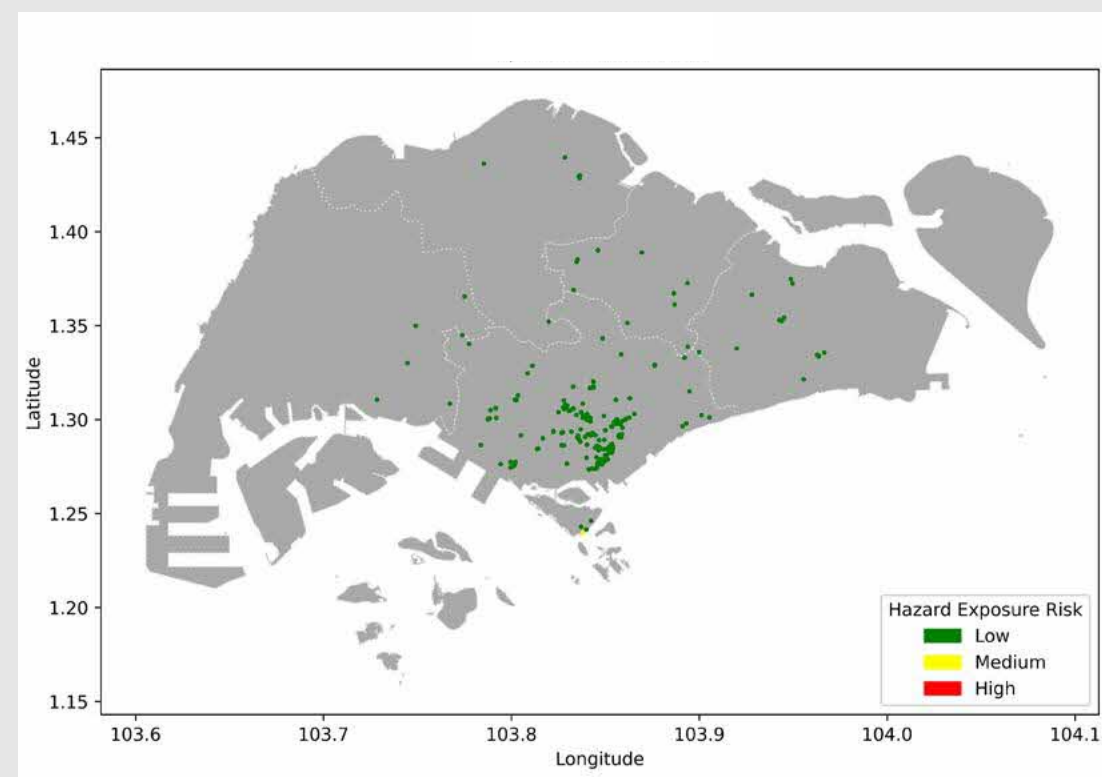 1.45
1.40
1.35
1.30
1.25
1.20
1.15
Latitude
Hazard Exposure Risk
Low
Medium
High
103.6 103.7 103.8 103.9 104.0 104.1
Longitude